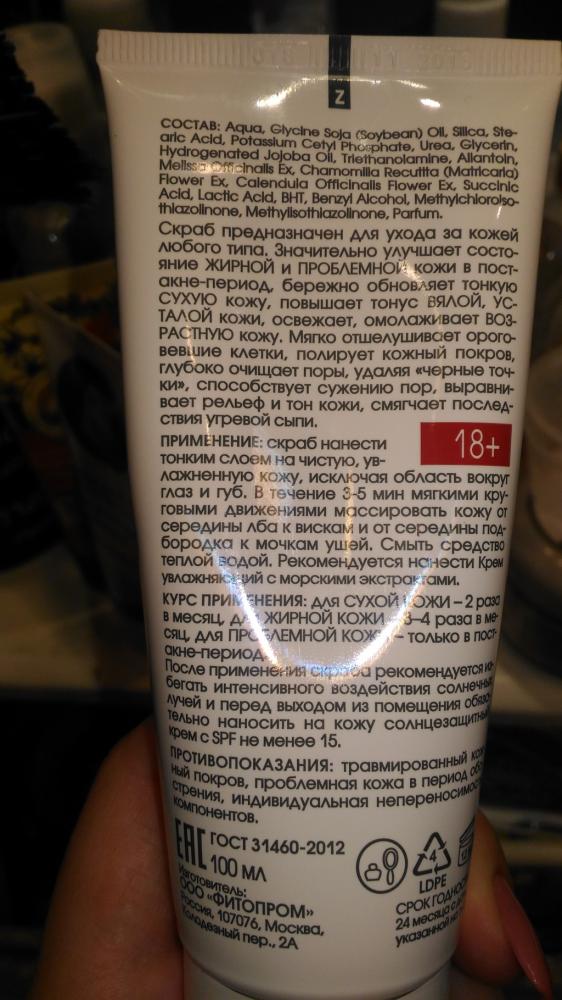 11 2018
Z
СОСТАВ: Aqua, Glycine Soja (Soybean) Oil, Silica, Ste-
aric Acid, Potassium Cetyl Phosphate, Urea, Glycerin,
Hydrogenated Jojoba Oil, Triethanolamine, Allantoin,
Melissa Officinalis Ex, Chamomilla Recutita (Matricaria)
Flower Ex, Calendula Officinalis Flower Ex, Succinic
Acid, Lactic Acid, BHT, Benzyl Alcohol, Methylchloroiso-
thiazolinone, Methylisothiazolinone, Parfum.
Скраб предназначен для ухода за кожей
любого типа. Значительно улучшает состо-
яние ЖИРНОЙ и ПРОБЛЕМНОЙ кожи в пост-
акне-период, бережно обновляет тонкую
СУХУЮ кожу, повышает тонус ВЯЛОЙ, УС-
ТАЛОЙ кожи, освежает, омолаживает ВОЗ-
РАСТНУЮ кожу. Мягко отшелушивает орого-
вевшие клетки, полирует кожный покров,
глубоко очищает поры, удаляя «черные точ-
ки», способствует сужению пор, выравни-
вает рельеф и тон кожи, смягчает послед-
ствия угревой сыпи.
ПРИМЕНЕНИЕ: скраб нанести
18+
тонким слоем на чистую, ув-
лажненную кожу, исключая область вокруг
глаз и губ. В течение 3-5 мин мягкими кру-
говыми движениями массировать кожу от
середины лба к вискам и от середины под-
бородка к мочкам ушей. Смыть средство
теплой водой. Рекомендуется нанести Крем
увлажняющий с морскими экстрактами.
КУРС ПРИМЕНЕНИЯ: для СУХОЙ КОЖИ – 2 раза
в месяц, для ЖИРНОЙ КОЖИ – 3–4 раза в ме-
сяц, для ПРОБЛЕМНОЙ КОЖИ – только в пост-
акне-период.
После применения скраба рекомендуется из-
бегать интенсивного воздействия солнечных
лучей и перед выходом из помещения обяза-
тельно наносить на кожу солнцезащитный
крем с SPF не менее 15.
ПРОТИВОПОКАЗАНИЯ: травмированный кож-
ный покров, проблемная кожа в период обо-
стрения, индивидуальная непереносимость
компонентов.
EAC ГОСТ 31460-2012
100 МЛ
Изготовитель:
ООО «ФИТОПРОМ»
Россия, 107076, Москва,
Колодезный пер., 2А
4
LDPE
СРОК ГОДНОС
24 месяца с
указанной на